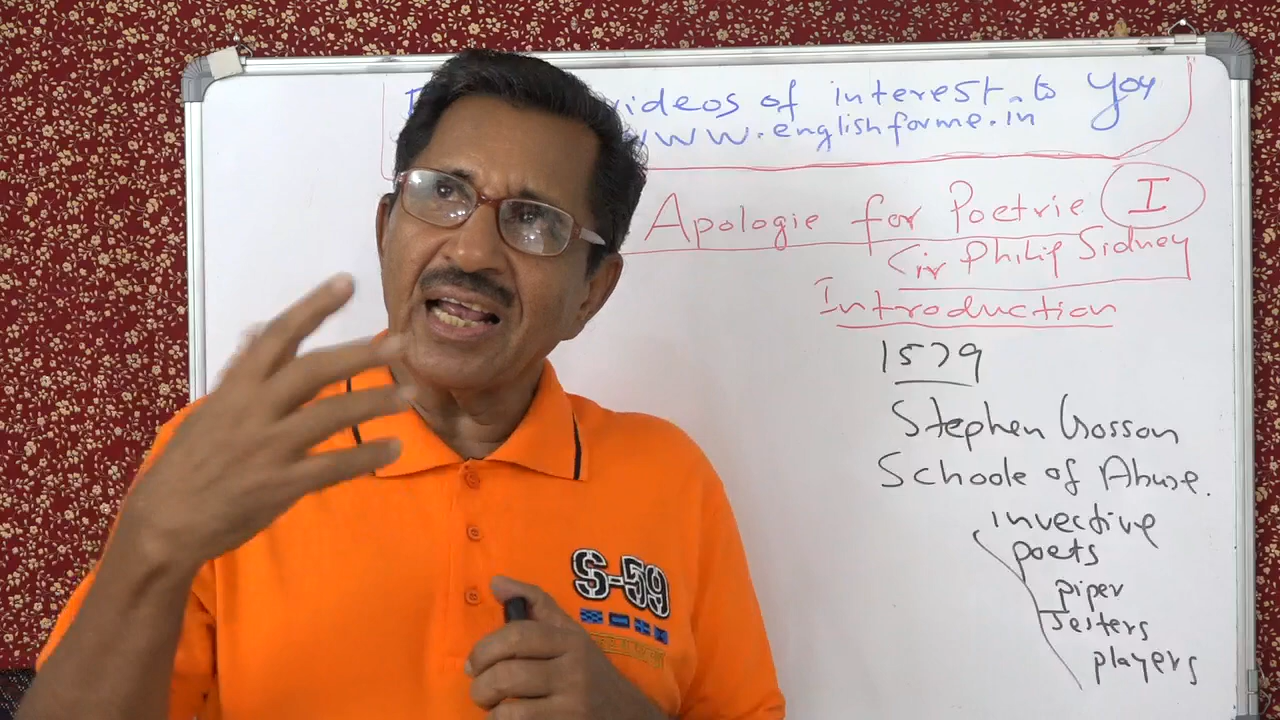 videos of interest to you
www.englishforme.in
Apologie for Poetrie I
Sir Philip Sidney
Introduction
1579
Stephen Gosson
Schoole of Abuse.
invective
poets
piper
Jesters
players
S-59